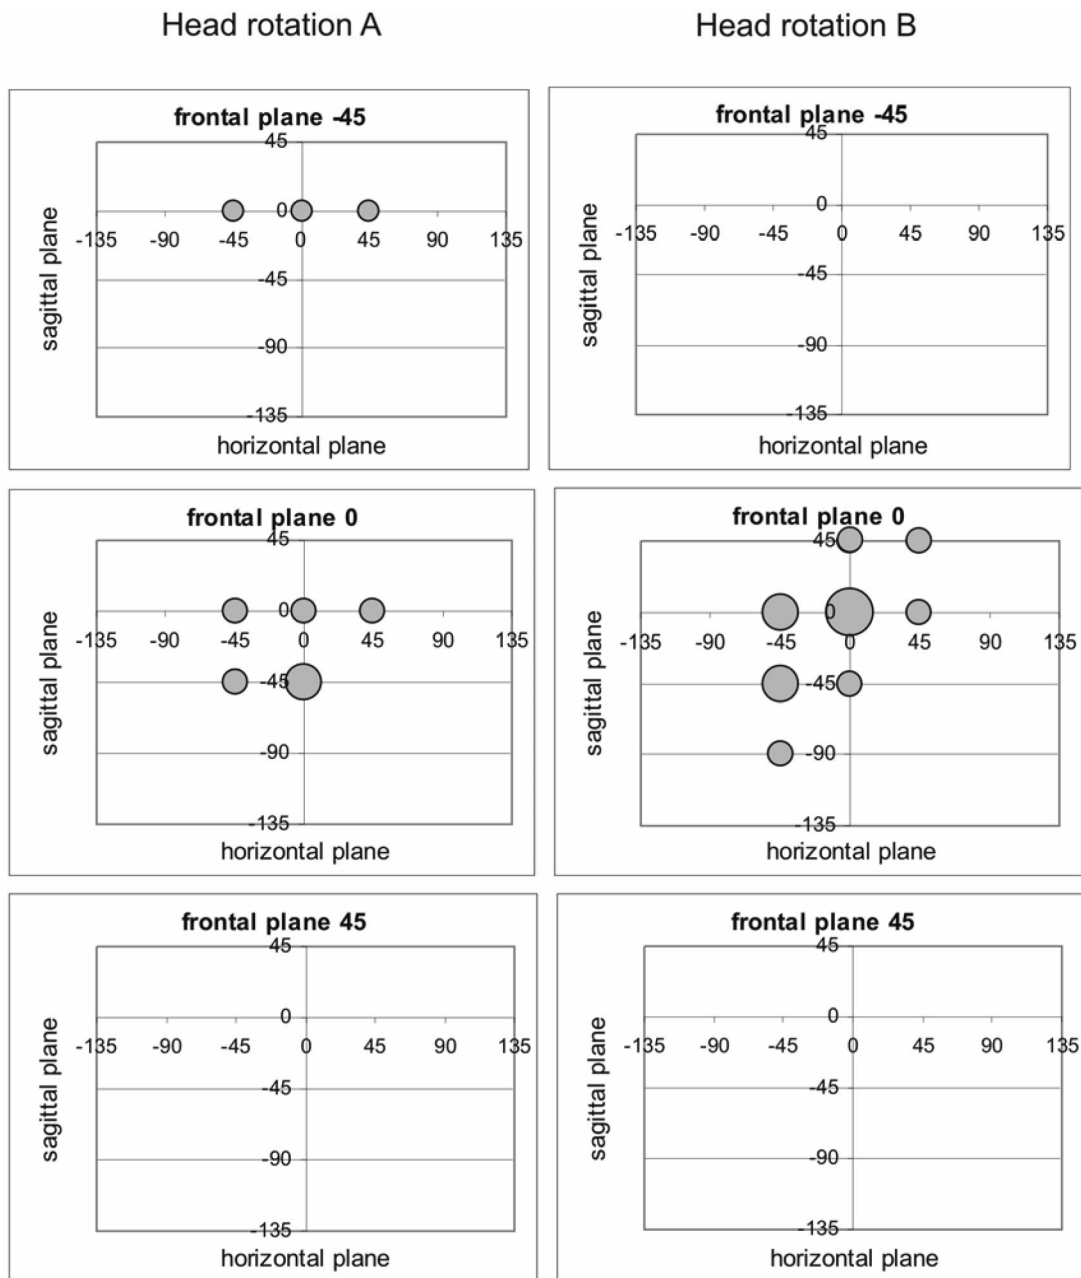 Head rotation A
Head rotation B
frontal plane -45
45
0
-135 -90 -45 0 45 90 135
-45
-90
-135
sagittal plane
horizontal plane
frontal plane -45
45
0
-135 -90 -45 0 45 90 135
-45
-90
-135
sagittal plane
horizontal plane
frontal plane 0
45
0
-135 -90 -45 0 45 90 135
-45
-90
-135
sagittal plane
horizontal plane
frontal plane 0
45
0
-135 -90 -45 0 45 90 135
-45
-90
-135
sagittal plane
horizontal plane
frontal plane 45
45
0
-135 -90 -45 0 45 90 135
-45
-90
-135
sagittal plane
horizontal plane
frontal plane 45
45
0
-135 -90 -45 0 45 90 135
-45
-90
-135
sagittal plane
horizontal plane